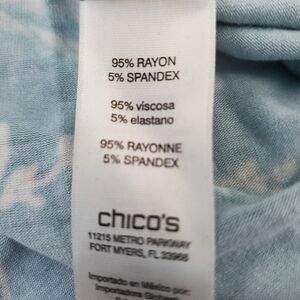 95% RAYON
5% SPANDEX
95% viscosa
5% elastano
95% RAYONNE
5% SPANDEX
chico's
11215 METRO PARKWAY
FORT MYERS, FL 33966
Importado en México por:
Importadora